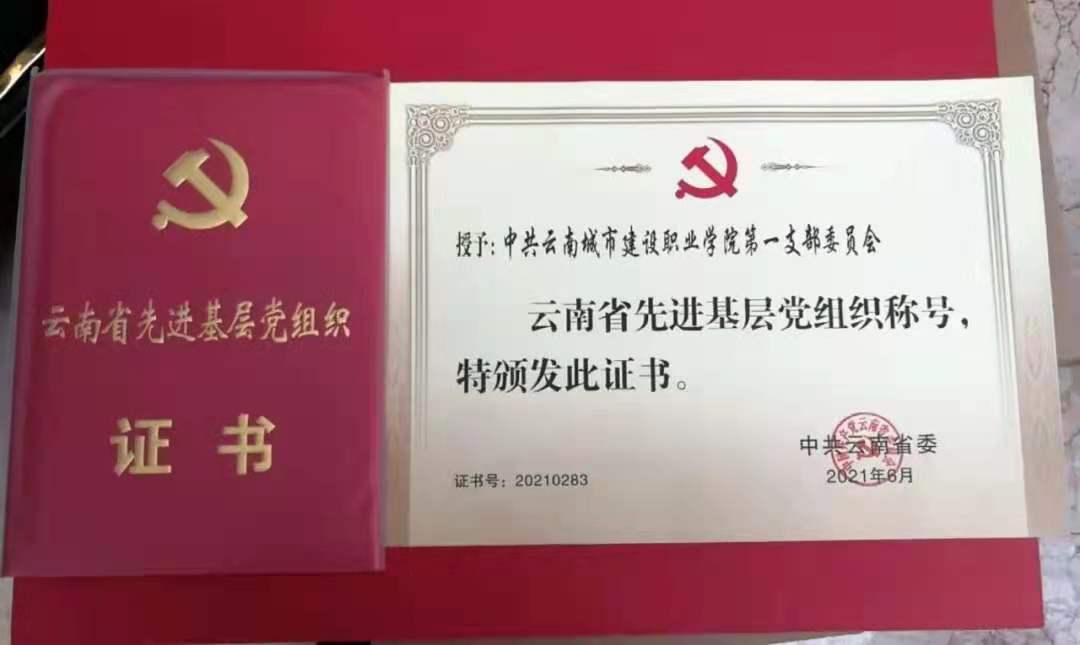 云南省先进基层党组织
证书
授予：中共云南城市建设职业学院第一支部委员会
云南省先进基层党组织称号，
特颁发此证书。
中共云南省委
2021年6月
证书号：20210283